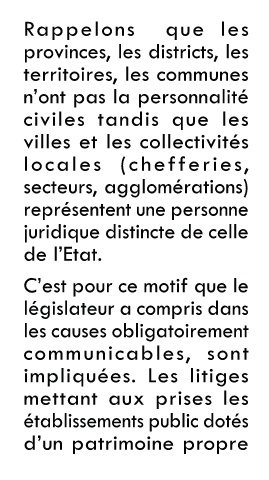 Rappelons que les
provinces, les districts, les
territoires, les communes
n'ont pas la personnalité
civiles tandis que les
villes et les collectivités
locales (chefferies,
secteurs, agglomérations)
représentent une personne
juridique distincte de celle
de l'Etat.
C'est pour ce motif que le
législateur a compris dans
les causes obligatoirement
communicables, sont
impliquées. Les litiges
mettant aux prises les
établissements public dotés
d'un patrimoine propre